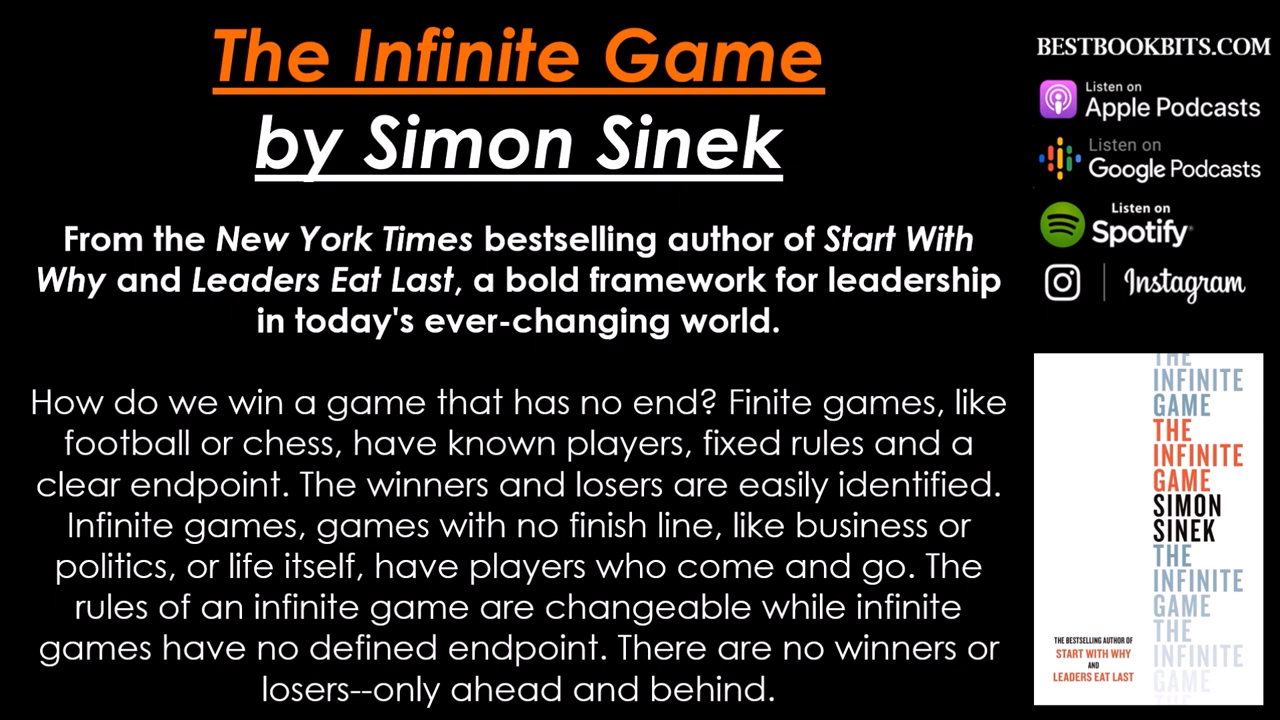 The Infinite Game
by Simon Sinek
From the New York Times bestselling author of Start With
Why and Leaders Eat Last, a bold framework for leadership
in today's ever-changing world.
How do we win a game that has no end? Finite games, like
football or chess, have known players, fixed rules and a
clear endpoint. The winners and losers are easily identified.
Infinite games, games with no finish line, like business or
politics, or life itself, have players who come and go. The
rules of an infinite game are changeable while infinite
games have no defined endpoint. There are no winners or
losers--only ahead and behind.
BESTBOOKBITS.COM
Listen on
Apple Podcasts
Listen on
Google Podcasts
Listen on
Spotify
Instagram
THE
INFINITE
GAME
THE
INFINITE
GAME
SIMON
SINEK
THE
INFINITE
GAME
THE
INFINITE
GAME
THE
THE BESTSELLING AUTHOR OF
START WITH WHY
AND
LEADERS EAT LAST